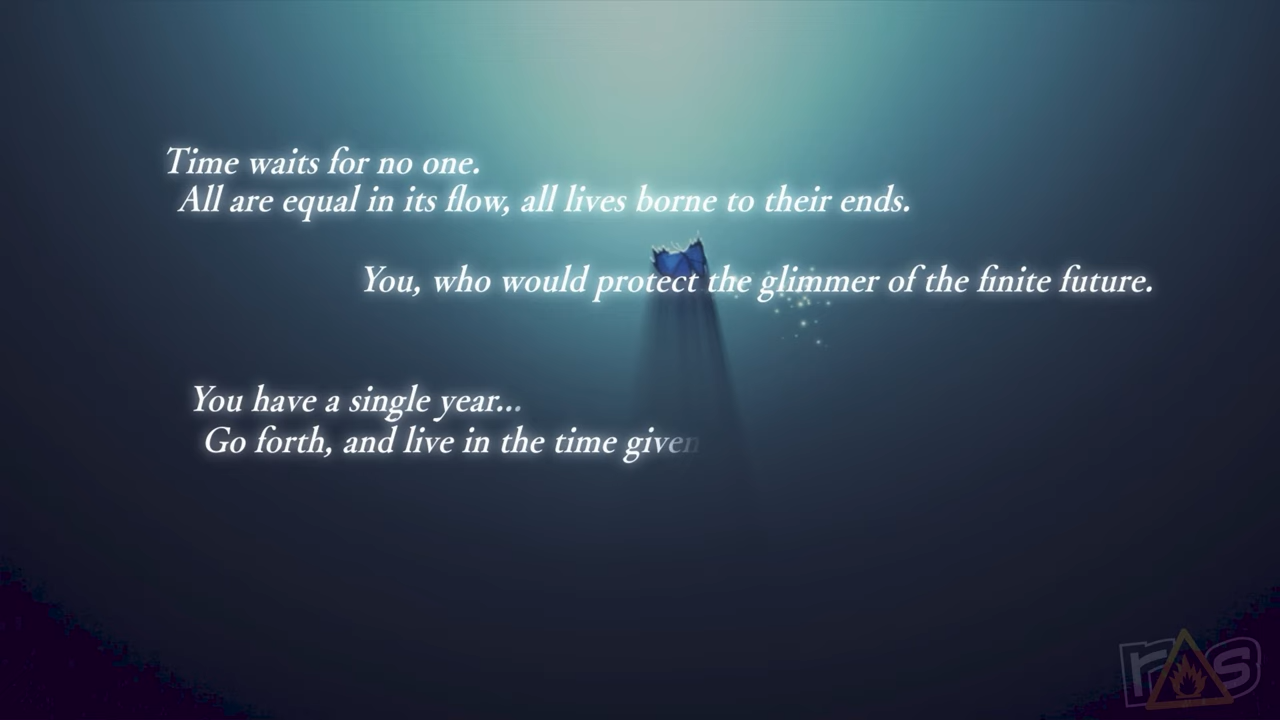 Time waits for no one.
All are equal in its flow, all lives borne to their ends.
You, who would protect the glimmer of the finite future.
You have a single year...
Go forth, and live in the time given
ras